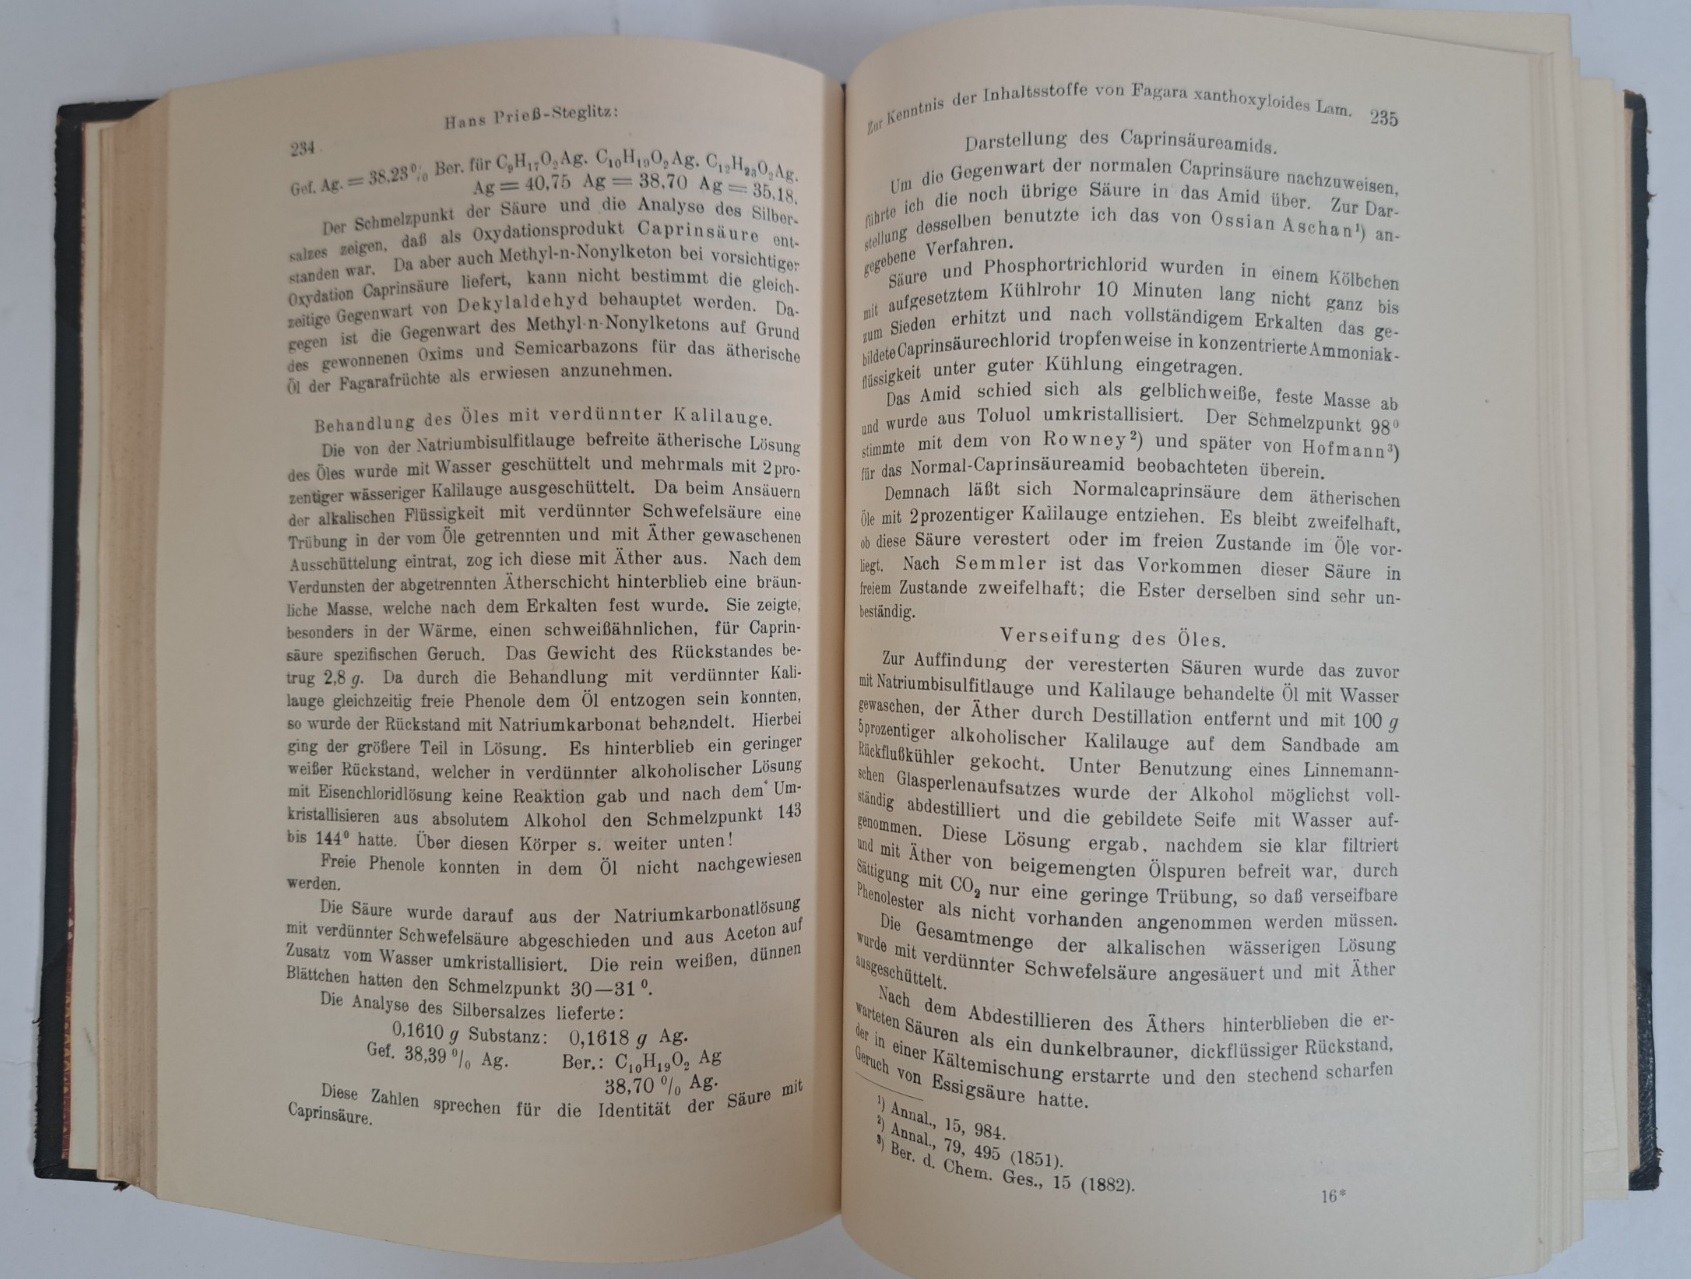 234
Hans Prieß-Steglitz:
Gef. Ag. = 38,23 % Ber. für C₉H₁₇O₂Ag. C₁₀H₁₉O₂Ag. C₁₂H₂₃O₂Ag.
Ag = 40,75 Ag = 38,70 Ag = 35,18.
Der Schmelzpunkt der Säure und die Analyse des Silber-
salzes zeigen, daß als Oxydationsprodukt Caprinsäure ent-
standen war. Da aber auch Methyl-n-Nonylketon bei vorsichtiger
Oxydation Caprinsäure liefert, kann nicht bestimmt die gleich-
zeitige Gegenwart von Dekylaldehyd behauptet werden. Da-
gegen ist die Gegenwart des Methyl-n-Nonylketons auf Grund
des gewonnenen Oxims und Semicarbazons für das ätherische
Öl der Fagarafrüchte als erwiesen anzunehmen.
Behandlung des Öles mit verdünnter Kalilauge.
Die von der Natriumbisulfitlauge befreite ätherische Lösung
des Öles wurde mit Wasser geschüttelt und mehrmals mit 2pro-
zentiger wässeriger Kalilauge ausgeschüttelt. Da beim Ansäuern
der alkalischen Flüssigkeit mit verdünnter Schwefelsäure eine
Trübung in der vom Öle getrennten und mit Äther gewaschenen
Ausschüttelung eintrat, zog ich diese mit Äther aus. Nach dem
Verdunsten der abgetrennten Ätherschicht hinterblieb eine bräun-
liche Masse, welche nach dem Erkalten fest wurde. Sie zeigte,
besonders in der Wärme, einen schweißähnlichen, für Caprin-
säure spezifischen Geruch. Das Gewicht des Rückstandes be-
trug 2,8 g. Da durch die Behandlung mit verdünnter Kali-
lauge gleichzeitig freie Phenole dem Öl entzogen sein konnten,
so wurde der Rückstand mit Natriumkarbonat behandelt. Hierbei
ging der größere Teil in Lösung. Es hinterblieb ein geringer
weißer Rückstand, welcher in verdünnter alkoholischer Lösung
mit Eisenchloridlösung keine Reaktion gab und nach dem Um-
kristallisieren aus absolutem Alkohol den Schmelzpunkt 143
bis 144⁰ hatte. Über diesen Körper s. weiter unten!
Freie Phenole konnten in dem Öl nicht nachgewiesen
werden.
Die Säure wurde darauf aus der Natriumkarbonatlösung
mit verdünnter Schwefelsäure abgeschieden und aus Aceton auf
Zusatz vom Wasser umkristallisiert. Die rein weißen, dünnen
Blättchen hatten den Schmelzpunkt 30—31⁰.
Die Analyse des Silbersalzes lieferte:
0,1610 g Substanz: 0,1618 g Ag.
Gef. 38,39 % Ag. Ber.: C₁₀H₁₉O₂ Ag
38,70 % Ag.
Diese Zahlen sprechen für die Identität der Säure mit
Caprinsäure.
Zur Kenntnis der Inhaltsstoffe von Fagara xanthoxyloides Lam. 235
Darstellung des Caprinsäureamids.
Um die Gegenwart der normalen Caprinsäure nachzuweisen,
führte ich die noch übrige Säure in das Amid über. Zur Dar-
stellung desselben benutzte ich das von Ossian Aschan¹) an-
gegebene Verfahren.
Säure und Phosphortrichlorid wurden in einem Kölbchen
mit aufgesetztem Kühlrohr 10 Minuten lang nicht ganz bis
zum Sieden erhitzt und nach vollständigem Erkalten das ge-
bildete Caprinsäurechlorid tropfenweise in konzentrierte Ammoniak-
flüssigkeit unter guter Kühlung eingetragen.
Das Amid schied sich als gelblichweiße, feste Masse ab
und wurde aus Toluol umkristallisiert. Der Schmelzpunkt 98⁰
stimmte mit dem von Rowney²) und später von Hofmann³)
für das Normal-Caprinsäureamid beobachteten überein.
Demnach läßt sich Normalcaprinsäure dem ätherischen
Öle mit 2prozentiger Kalilauge entziehen. Es bleibt zweifelhaft,
ob diese Säure verestert oder im freien Zustande im Öle vor-
liegt. Nach Semmler ist das Vorkommen dieser Säure in
freiem Zustande zweifelhaft; die Ester derselben sind sehr un-
beständig.
Verseifung des Öles.
Zur Auffindung der veresterten Säuren wurde das zuvor
mit Natriumbisulfitlauge und Kalilauge behandelte Öl mit Wasser
gewaschen, der Äther durch Destillation entfernt und mit 100 g
5prozentiger alkoholischer Kalilauge auf dem Sandbade am
Rückflußkühler gekocht. Unter Benutzung eines Linnemann-
schen Glasperlenaufsatzes wurde der Alkohol möglichst voll-
ständig abdestilliert und die gebildete Seife mit Wasser auf-
genommen. Diese Lösung ergab, nachdem sie klar filtriert
und mit Äther von beigemengten Ölspuren befreit war, durch
Sättigung mit CO₂ nur eine geringe Trübung, so daß verseifbare
Phenolester als nicht vorhanden angenommen werden müssen.
Die Gesamtmenge der alkalischen wässerigen Lösung
wurde mit verdünnter Schwefelsäure angesäuert und mit Äther
ausgeschüttelt.
Nach dem Abdestillieren des Äthers hinterblieben die er-
warteten Säuren als ein dunkelbrauner, dickflüssiger Rückstand,
der in einer Kältemischung erstarrte und den stechend scharfen
Geruch von Essigsäure hatte.
¹) Annal., 15, 984.
²) Annal., 79, 495 (1851).
³) Ber. d. Chem. Ges., 15 (1882).
16*